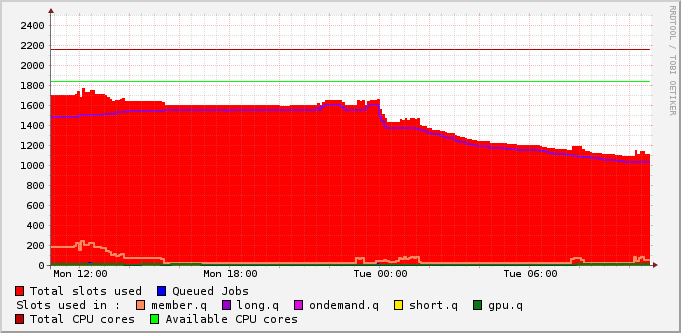 RRDTOOL / TOBI OETIKER
2400
2200
2000
1800
1600
1400
1200
1000
800
600
400
200
0
Mon 12:00 Mon 18:00 Tue 00:00 Tue 06:00
Total slots used Queued Jobs
Slots used in : member.q long.q ondemand.q short.q gpu.q
Total CPU cores Available CPU cores